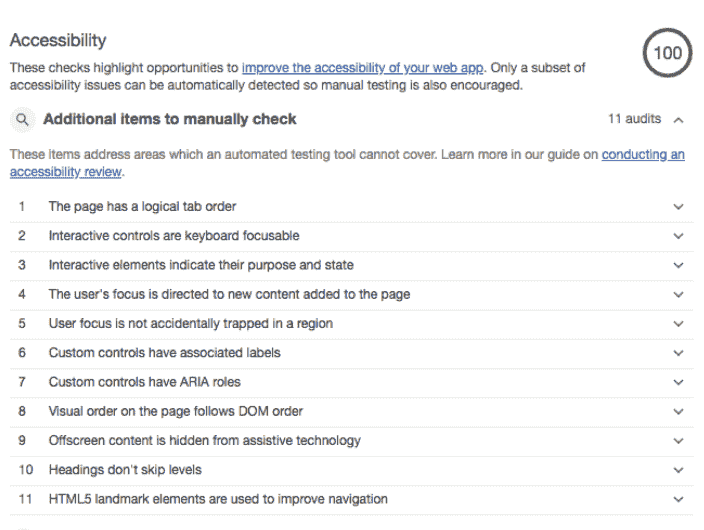 Accessibility
100
These checks highlight opportunities to improve the accessibility of your web app. Only a subset of
accessibility issues can be automatically detected so manual testing is also encouraged.
Additional items to manually check
11 audits
These items address areas which an automated testing tool cannot cover. Learn more in our guide on conducting an
accessibility review.
1 The page has a logical tab order
2 Interactive controls are keyboard focusable
3 Interactive elements indicate their purpose and state
4 The user's focus is directed to new content added to the page
5 User focus is not accidentally trapped in a region
6 Custom controls have associated labels
7 Custom controls have ARIA roles
8 Visual order on the page follows DOM order
9 Offscreen content is hidden from assistive technology
10 Headings don't skip levels
11 HTML5 landmark elements are used to improve navigation